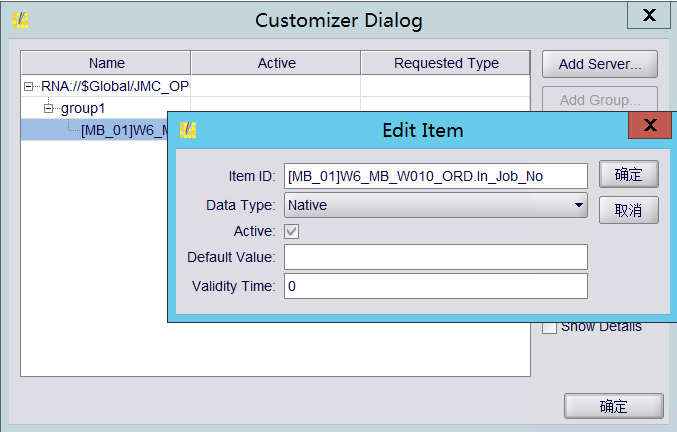 Customizer Dialog
X
Name Active Requested Type
Add Server...
RNA://$Global/JMC_OP
Add Group...
group1
[MB_01]W6_M
Edit Item
X
Item ID: [MB_01]W6_MB_W010_ORD.In_Job_No
确定
Data Type: Native
取消
Active:
Default Value:
Validity Time: 0
Show Details
确定